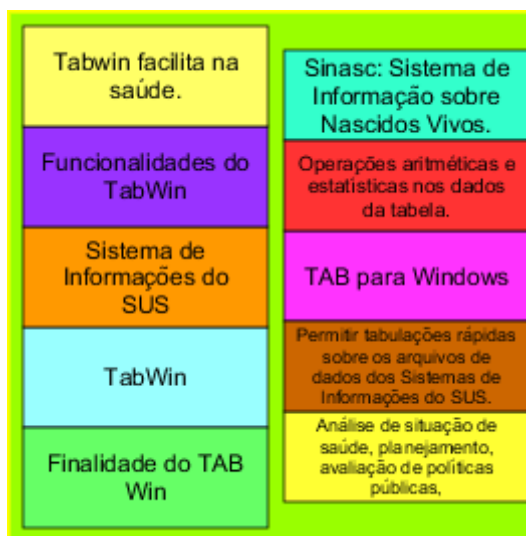 Tabwin facilita na
saúde.
Funcionalidades do
TabWin
Sistema de
Informações do
SUS
TabWin
Finalidade do TAB
Win
Sinasc: Sistema de
Informação sobre
Nascidos Vivos.
Operações aritméticas e
estatísticas nos dados
da tabela.
TAB para Windows
Permitir tabulações rápidas
sobre os arquivos de
dados dos Sistemas de
Informações do SUS.
Análise de situação de
saúde, planejamento,
avaliação de políticas
públicas,